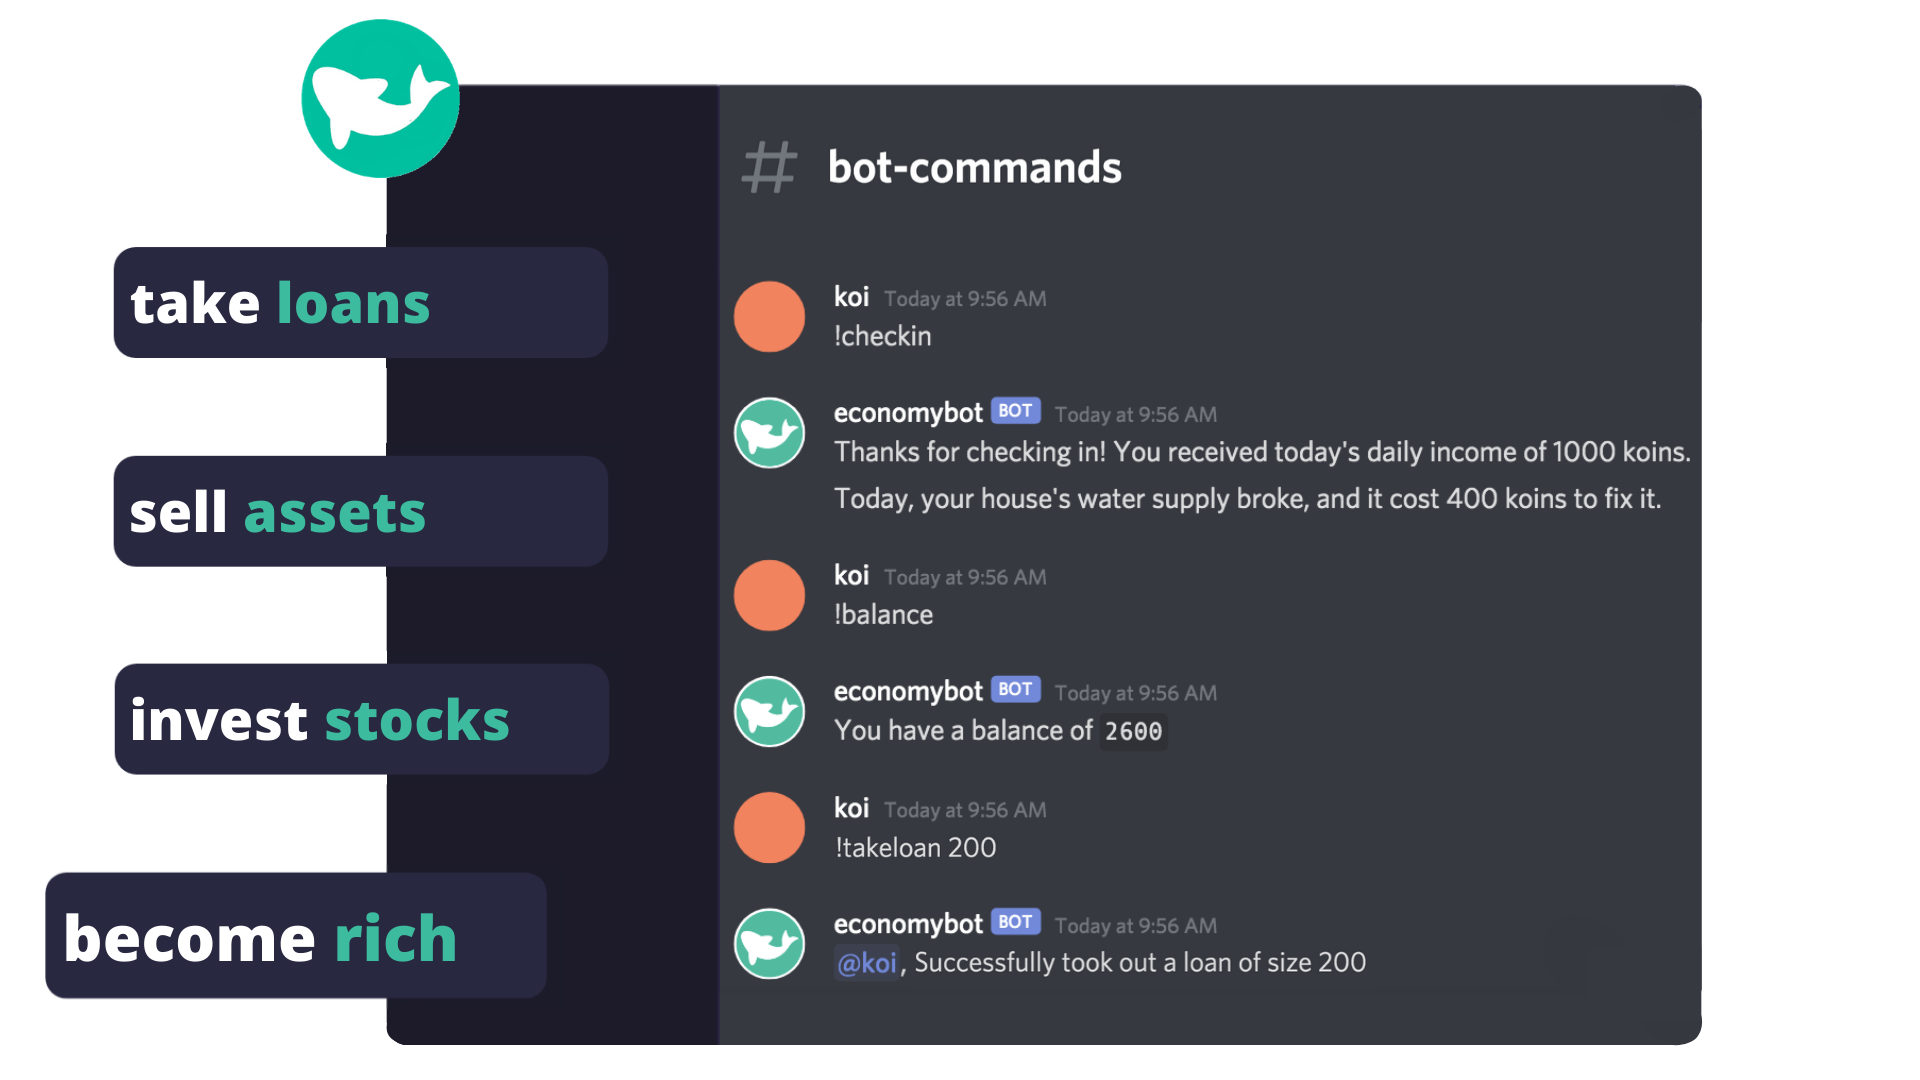 take loans
sell assets
invest stocks
become rich
# bot-commands
koi Today at 9:56 AM
!checkin
economybot BOT Today at 9:56 AM
Thanks for checking in! You received today's daily income of 1000 koins.
Today, your house's water supply broke, and it cost 400 koins to fix it.
koi Today at 9:56 AM
!balance
economybot BOT Today at 9:56 AM
You have a balance of 2600
koi Today at 9:56 AM
!takeloan 200
economybot BOT Today at 9:56 AM
@koi, Successfully took out a loan of size 200